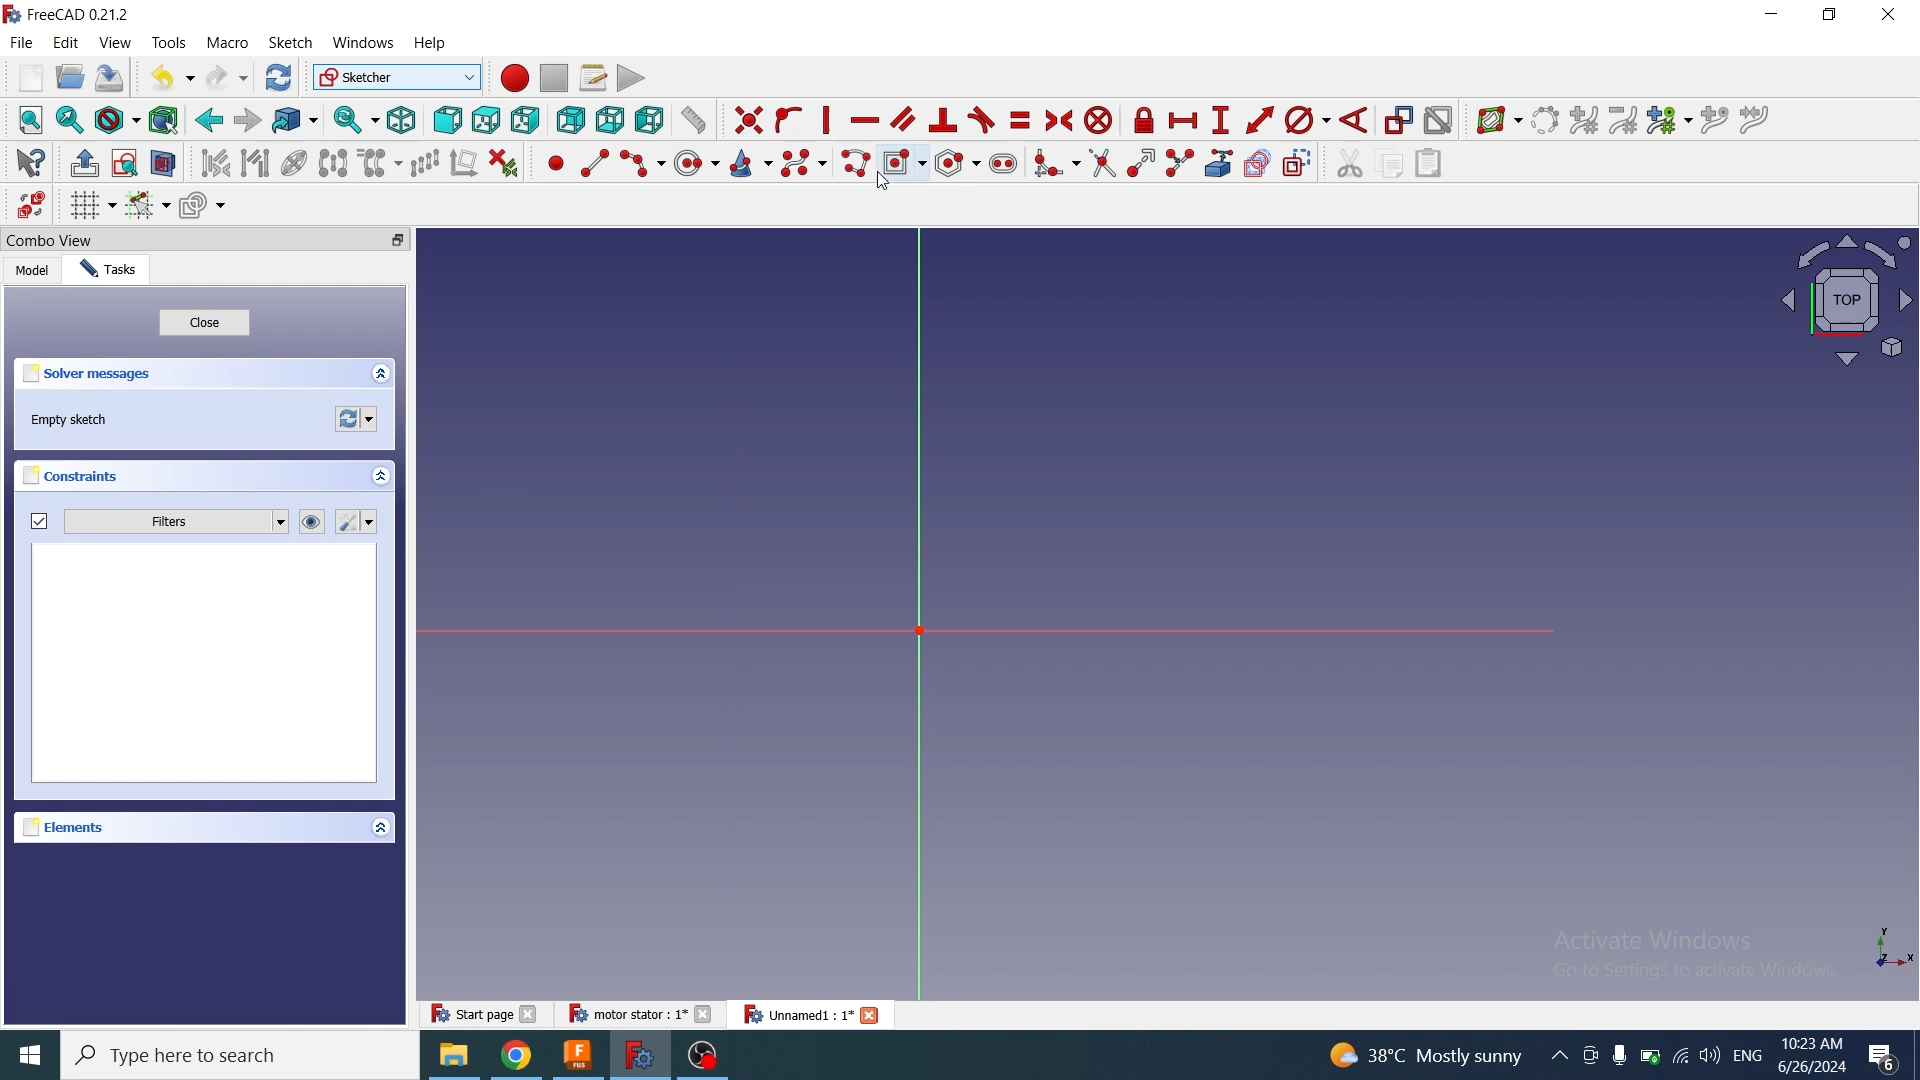 FreeCAD 0.21.2
File Edit View Tools Macro Sketch Windows Help
Sketcher
Combo View
Model Tasks
TOP
Close
Solver messages
Empty sketch
Constraints
Filters
Elements
Activate Windows
Go to Settings to activate Windows.
Y
Z X
Start page motor stator : 1* Unnamed1 : 1*
Type here to search
F
FUS
38°C Mostly sunny
ENG
10:23 AM
6/26/2024
6